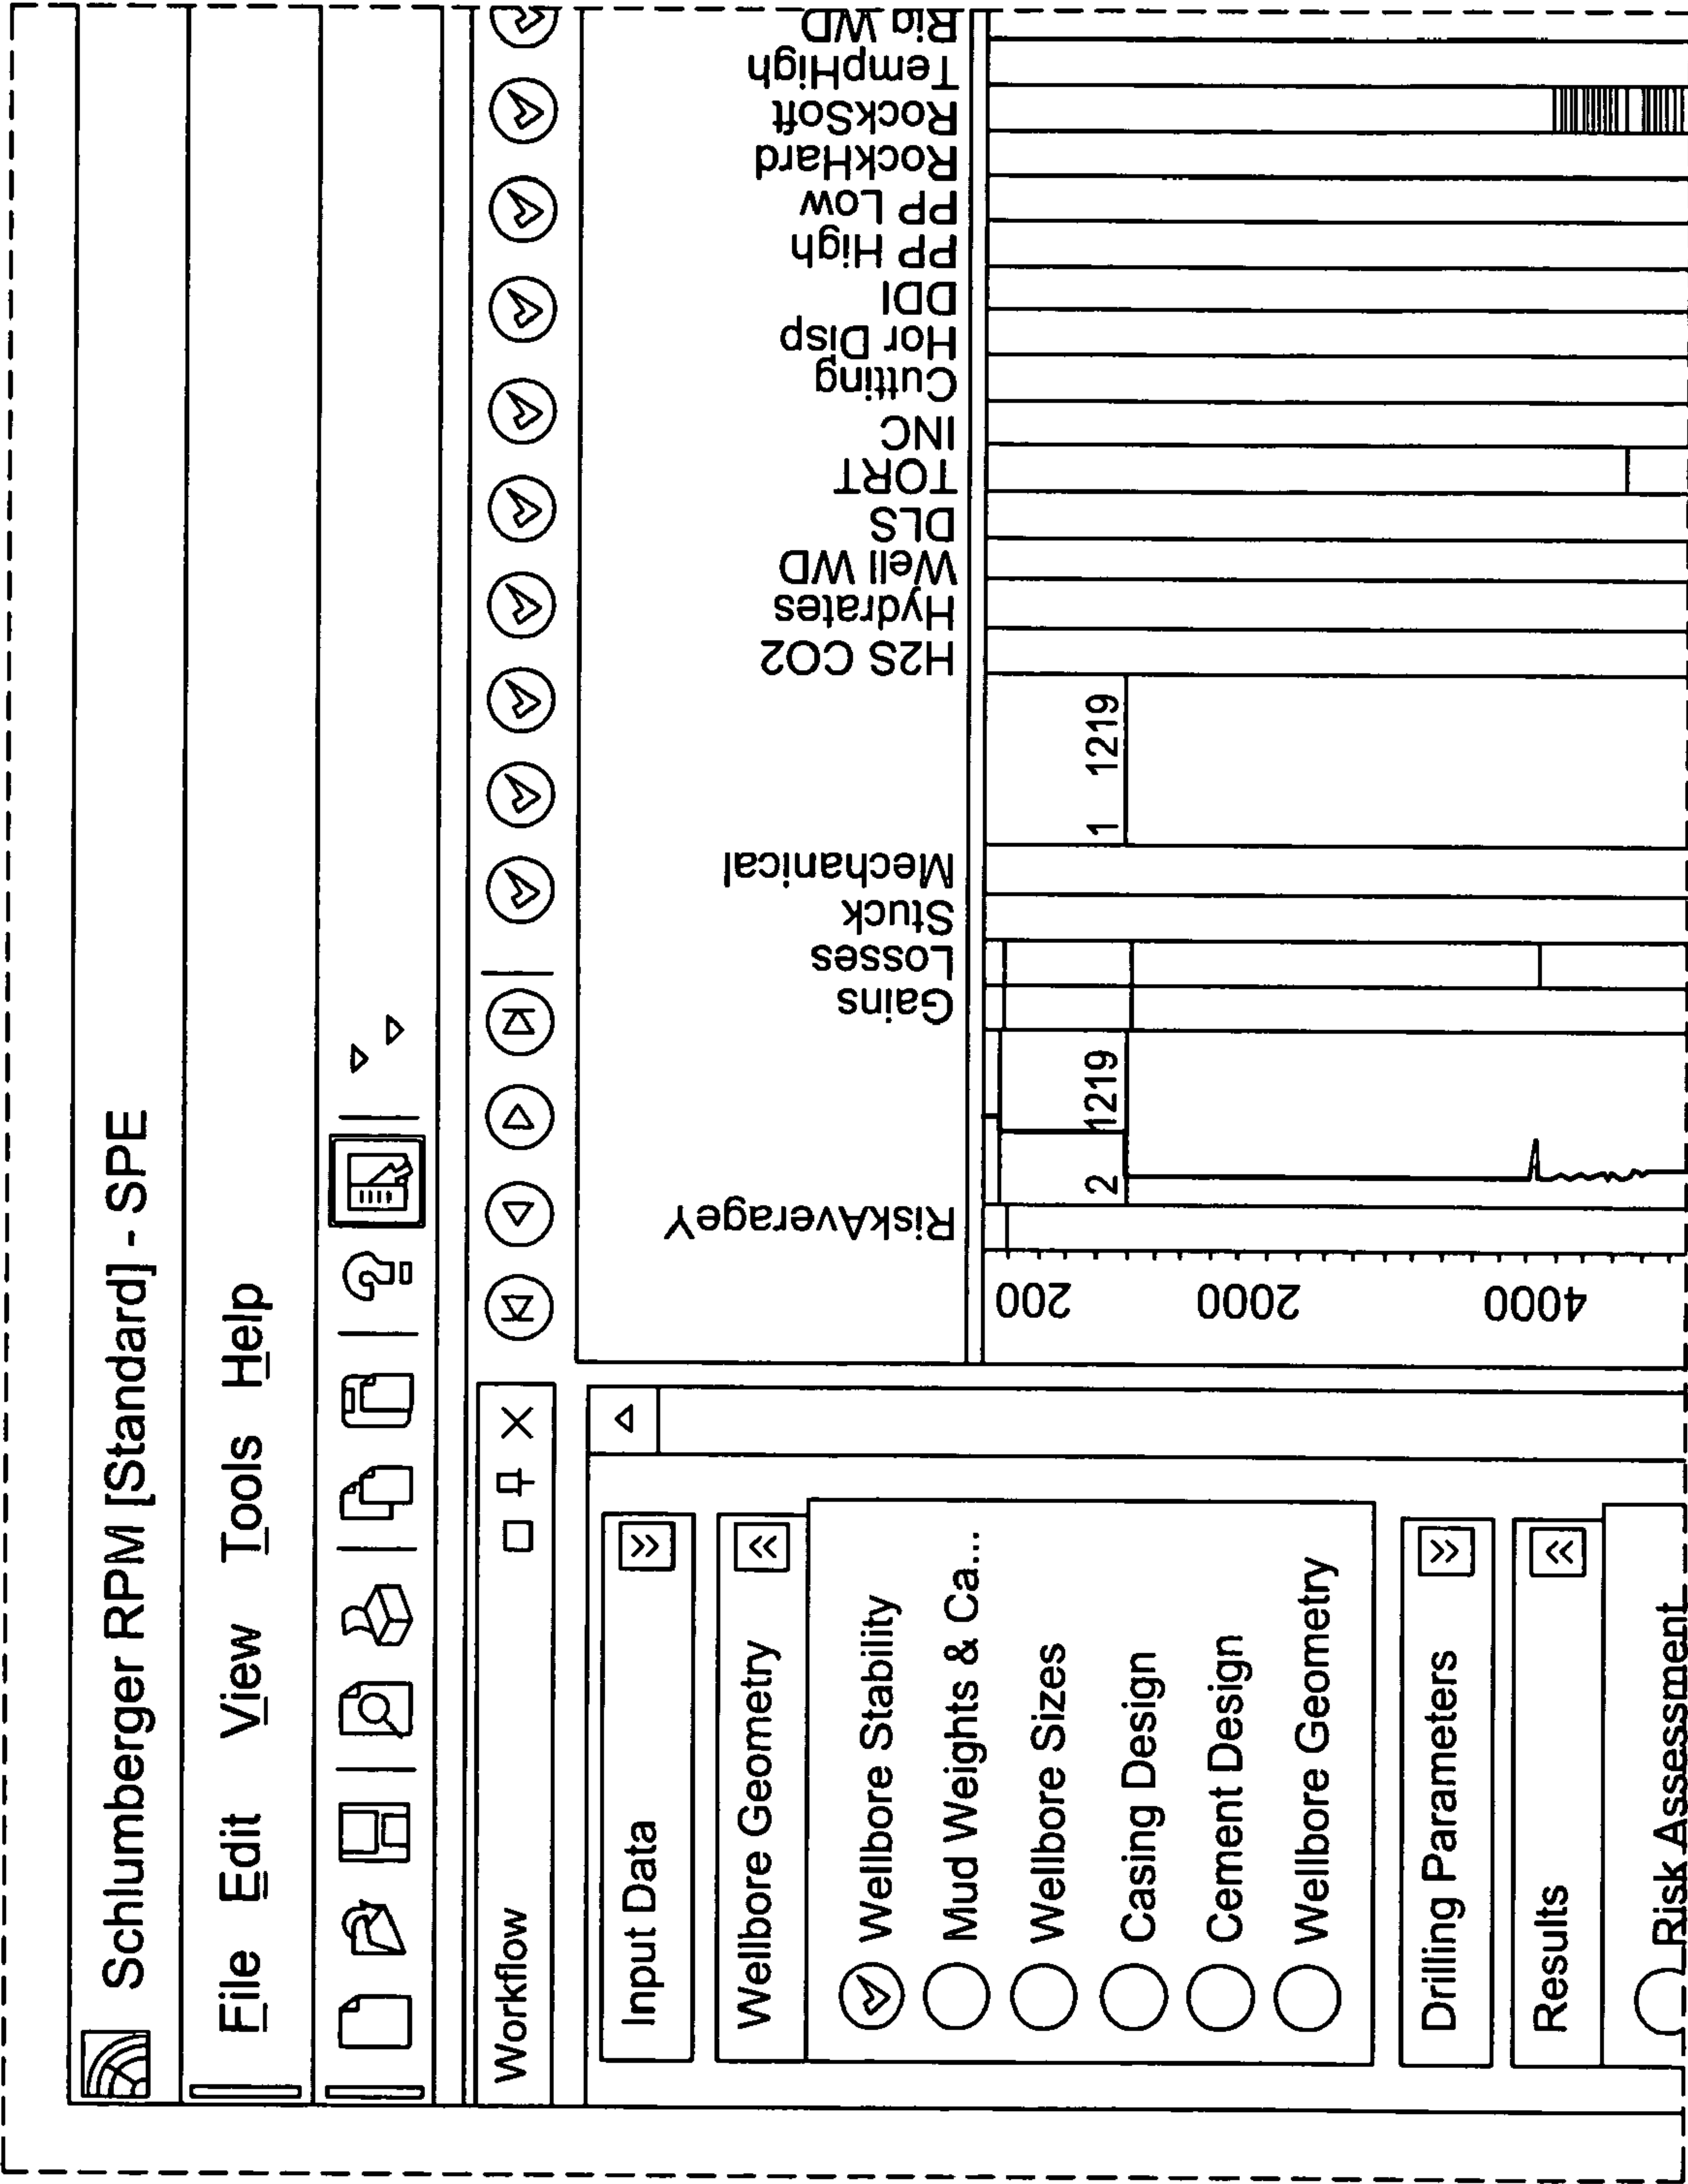 Schlumberger RPM [Standard] - SPE
File Edit View Tools Help
Workflow
Input Data
Wellbore Geometry
Wellbore Stability
Mud Weights & Ca...
Wellbore Sizes
Casing Design
Cement Design
Wellbore Geometry
Drilling Parameters
Results
Risk Assessment
RiskAverageY
Gains
Losses
Stuck
Mechanical
H2S CO2
Hydrates
Well WD
DLS
TORT
INC
Cutting
Hor Disp
DDI
PP High
PP Low
RockHard
RockSoft
TempHigh
Rig WD
200
2000
4000
2 1219
1 1219